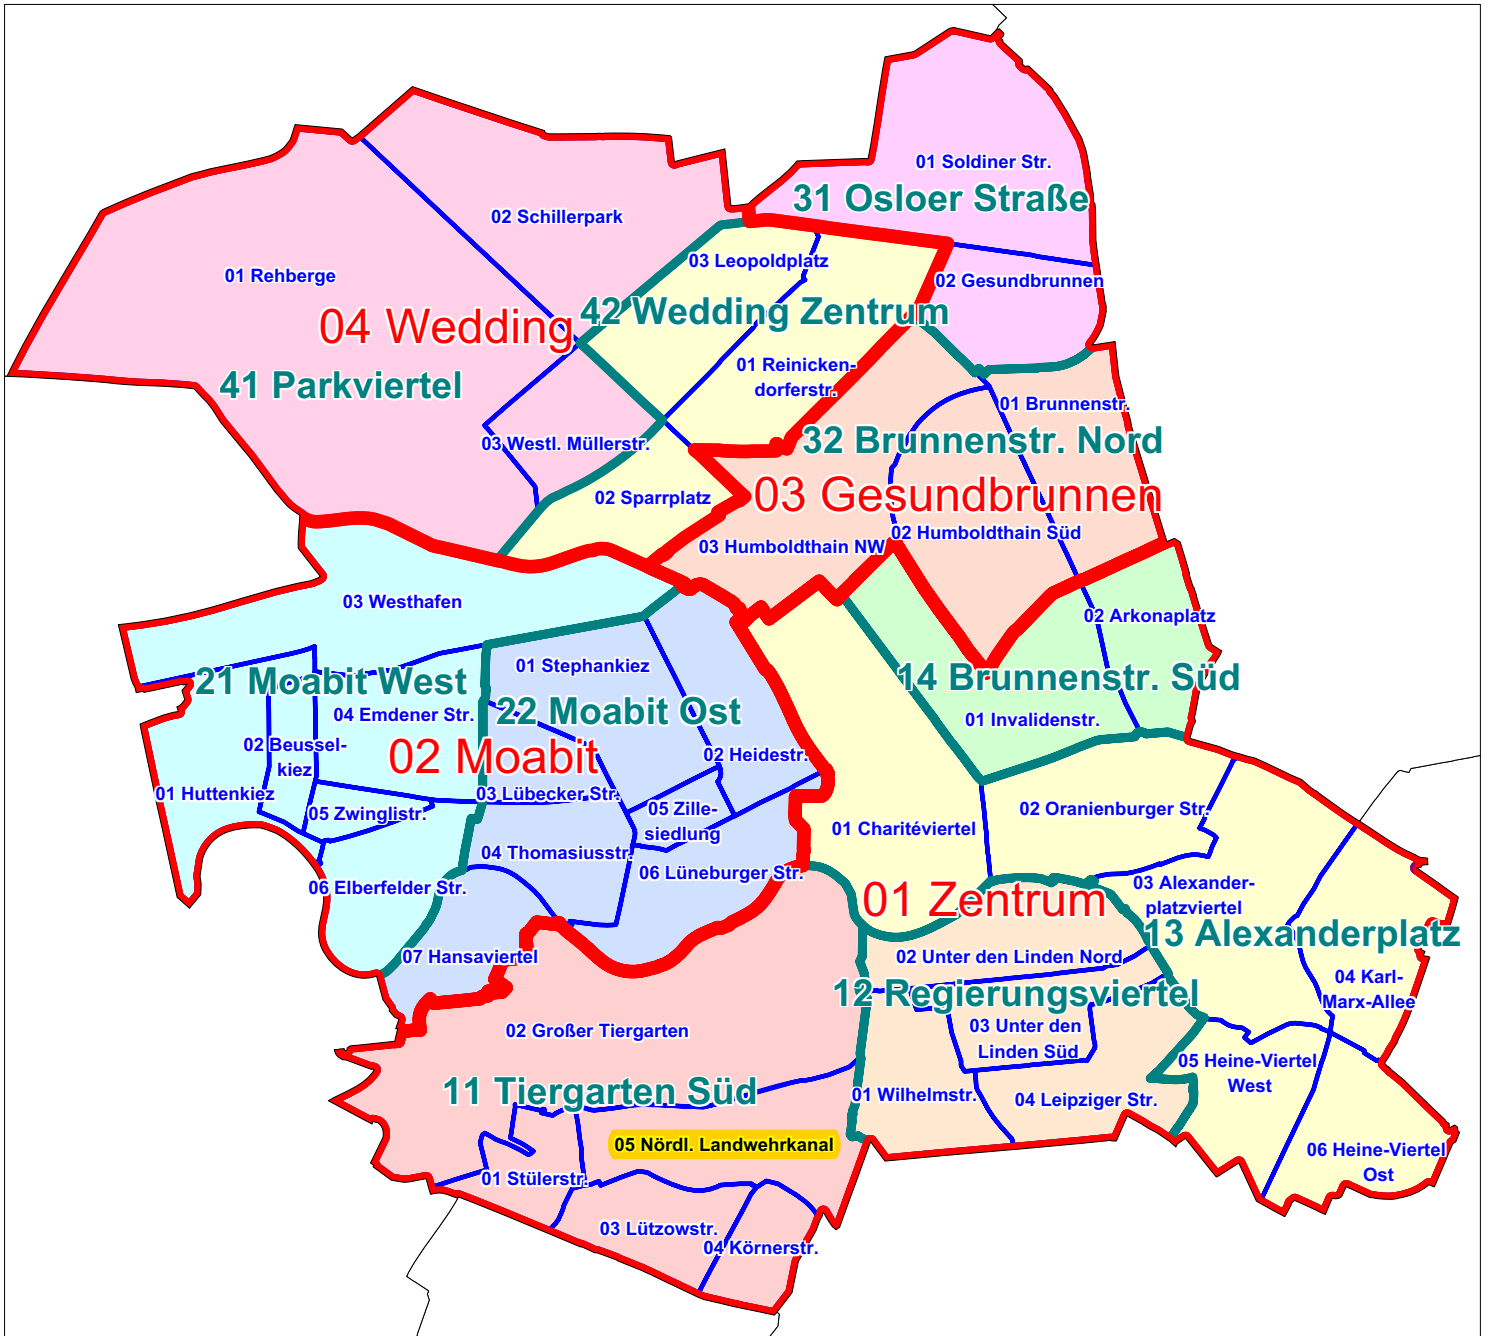 01 Soldiner Str.
31 Osloer Straße
02 Schillerpark
03 Leopoldplatz
01 Rehberge
02 Gesundbrunnen
42 Wedding Zentrum
04 Wedding
01 Reinicken-
dorferstr.
41 Parkviertel
01 Brunnenstr.
32 Brunnenstr. Nord
03 Westl. Müllerstr.
02 Sparrplatz
03 Gesundbrunnen
02 Humboldthain Süd
03 Humboldthain NW
03 Westhafen
02 Arkonaplatz
01 Stephankiez
21 Moabit West
14 Brunnenstr. Süd
22 Moabit Ost
04 Emdener Str.
01 Invalidenstr.
02 Beussel-
kiez
02 Moabit
02 Heidestr.
01 Huttenkiez
03 Lübecker Str.
05 Zwinglistr.
05 Zille-
siedlung
02 Oranienburger Str.
01 Charitéviertel
04 Thomasiusstr.
06 Lüneburger Str.
06 Elberfelder Str.
03 Alexander-
platzviertel
01 Zentrum
13 Alexanderplatz
07 Hansaviertel
02 Unter den Linden Nord
04 Karl-
Marx-Allee
12 Regierungsviertel
02 Großer Tiergarten
03 Unter den
Linden Süd
05 Heine-Viertel
West
11 Tiergarten Süd
01 Wilhelmstr.
04 Leipziger Str.
05 Nördl. Landwehrkanal
06 Heine-Viertel
Ost
01 Stülerstr.
03 Lützowstr.
04 Körnerstr.